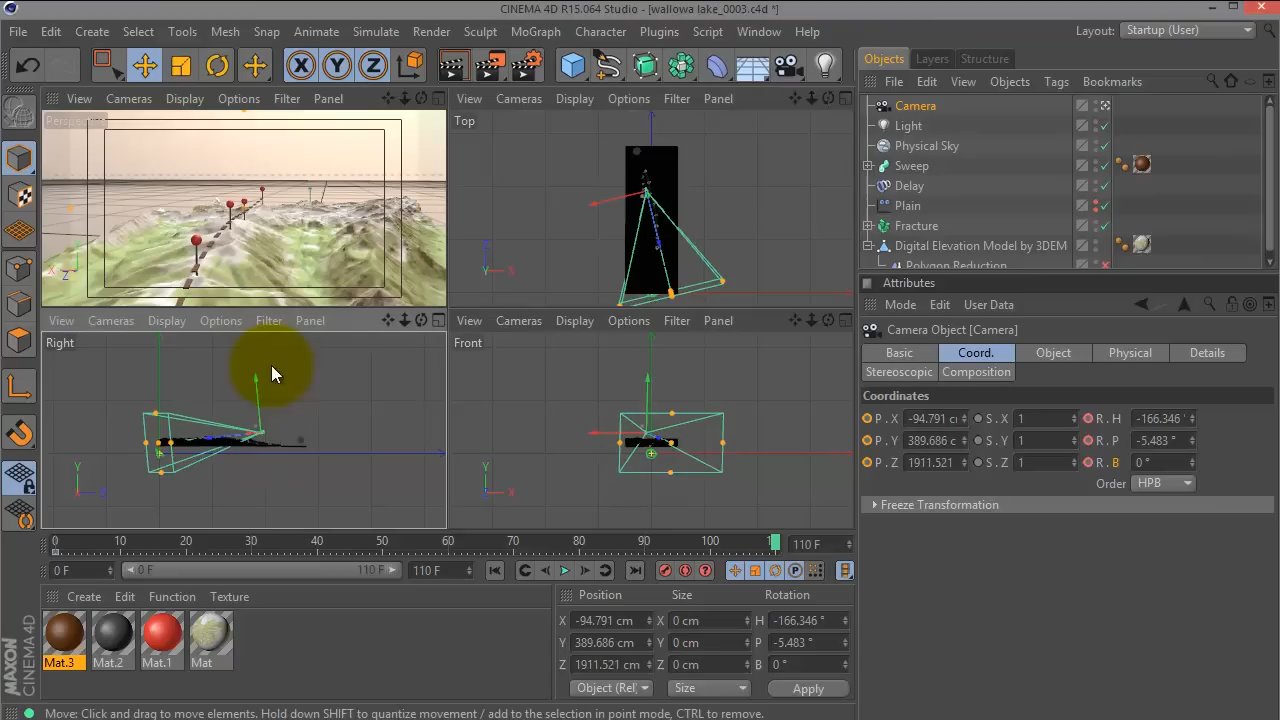 CINEMA 4D R15.064 Studio - [wallowa lake_0003.c4d *]
File Edit Create Select Tools Mesh Snap Animate Simulate Render Sculpt MoGraph Character Plugins Script Window Help Layout: Startup (User)
Objects Layers Structure
X Y Z
View Cameras Display Options Filter Panel
View Cameras Display Options Filter Panel
File Edit View Objects Tags Bookmarks
Camera
Top
Y X Z
Light
Physical Sky
Sweep
Delay
Plain
Fracture
Digital Elevation Model by 3DEM
Polygon Reduction
Y
X
Z
Attributes
Mode Edit User Data
View Cameras Display Options Filter Panel
View Cameras Display Options Filter Panel
Right
Front
Camera Object [Camera]
Basic Coord. Object Physical Details
Stereoscopic Composition
Coordinates
P . X -94.791 c S . X 1 R . H -166.346 °
P . Y 389.686 c S . Y 1 R . P -5.483 °
P . Z 1911.521 S . Z 1 R . B 0 °
Order HPB
Freeze Transformation
Y
X
Y
X
0 10 20 30 40 50 60 70 80 90 100 110 F
0 F 0 F 110 F 110 F
Create Edit Function Texture
Mat.3 Mat.2 Mat.1 Mat
Position Size Rotation
X -94.791 cm X 0 cm H -166.346 °
Y 389.686 cm Y 0 cm P -5.483 °
Z 1911.521 cm Z 0 cm B 0 °
Object (Rel) Size Apply
MAXON
CINEMA 4D
Move: Click and drag to move elements. Hold down SHIFT to quantize movement / add to the selection in point mode, CTRL to remove.